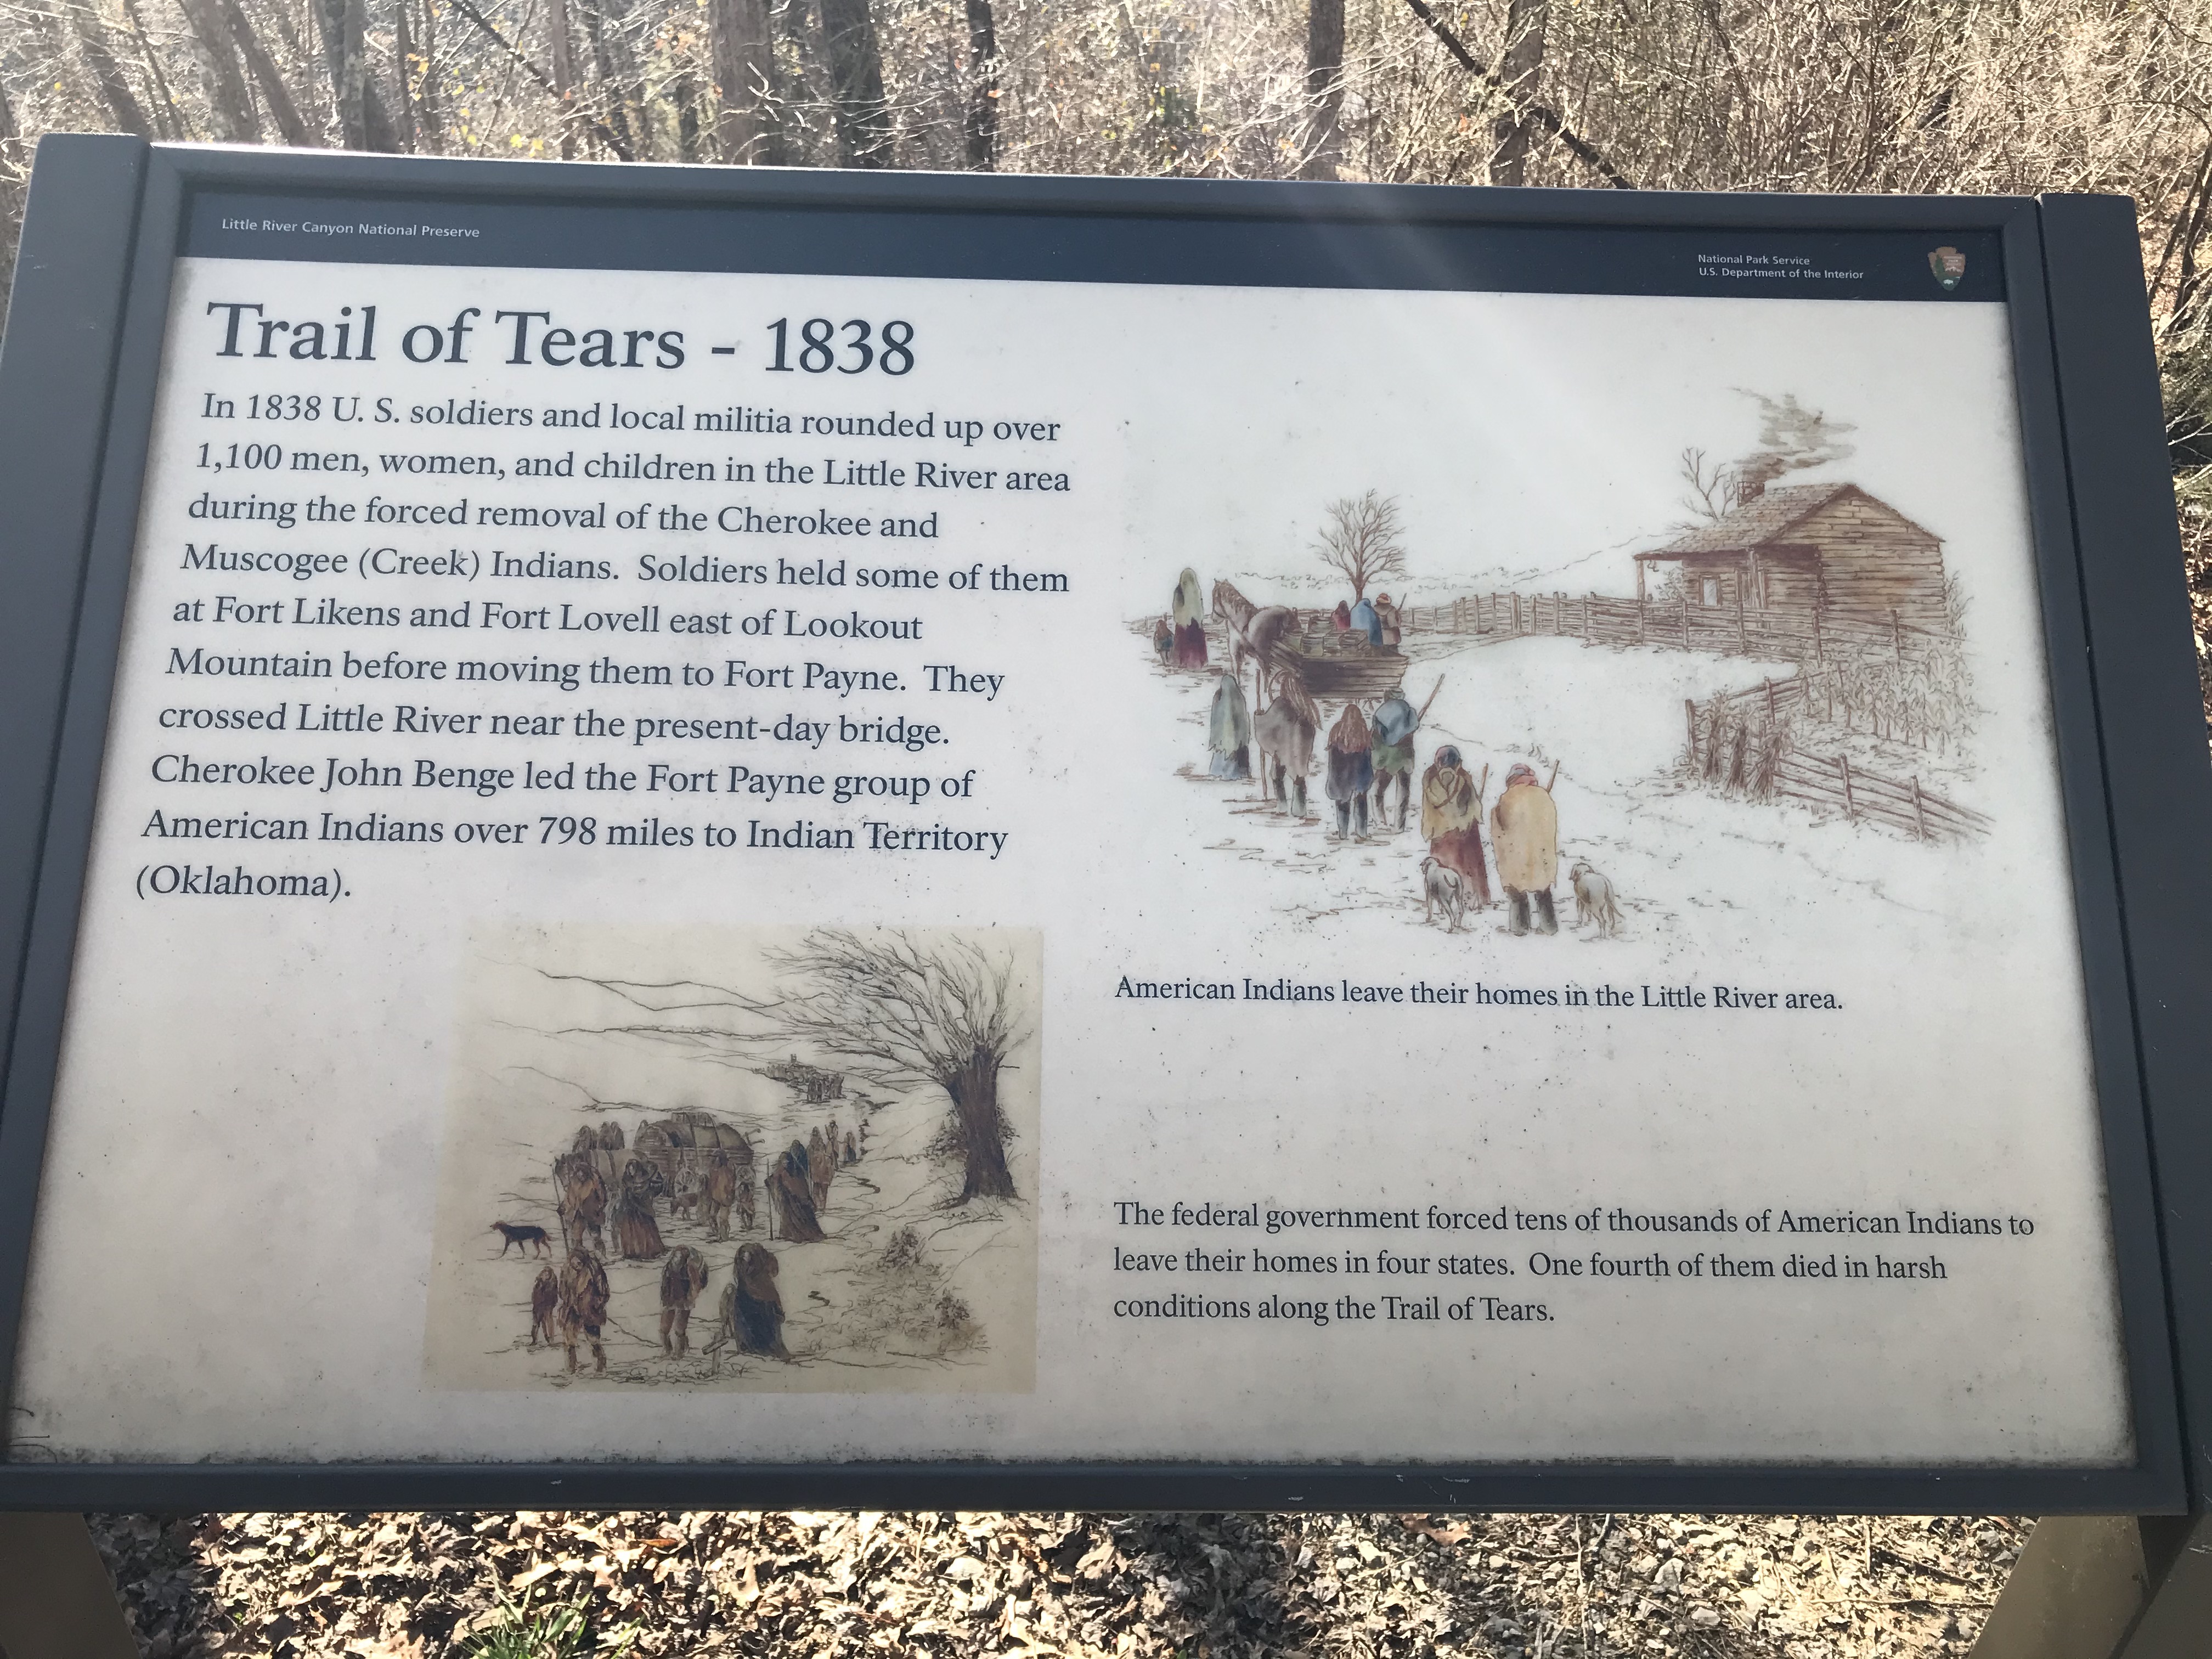 Little River Canyon National Preserve
National Park Service
U.S. Department of the Interior
Trail of Tears - 1838
In 1838 U. S. soldiers and local militia rounded up over
1,100 men, women, and children in the Little River area
during the forced removal of the Cherokee and
Muscogee (Creek) Indians.  Soldiers held some of them
at Fort Likens and Fort Lovell east of Lookout
Mountain before moving them to Fort Payne.  They
crossed Little River near the present-day bridge.
Cherokee John Benge led the Fort Payne group of
American Indians over 798 miles to Indian Territory
(Oklahoma).
American Indians leave their homes in the Little River area.
The federal government forced tens of thousands of American Indians to
leave their homes in four states.  One fourth of them died in harsh
conditions along the Trail of Tears.